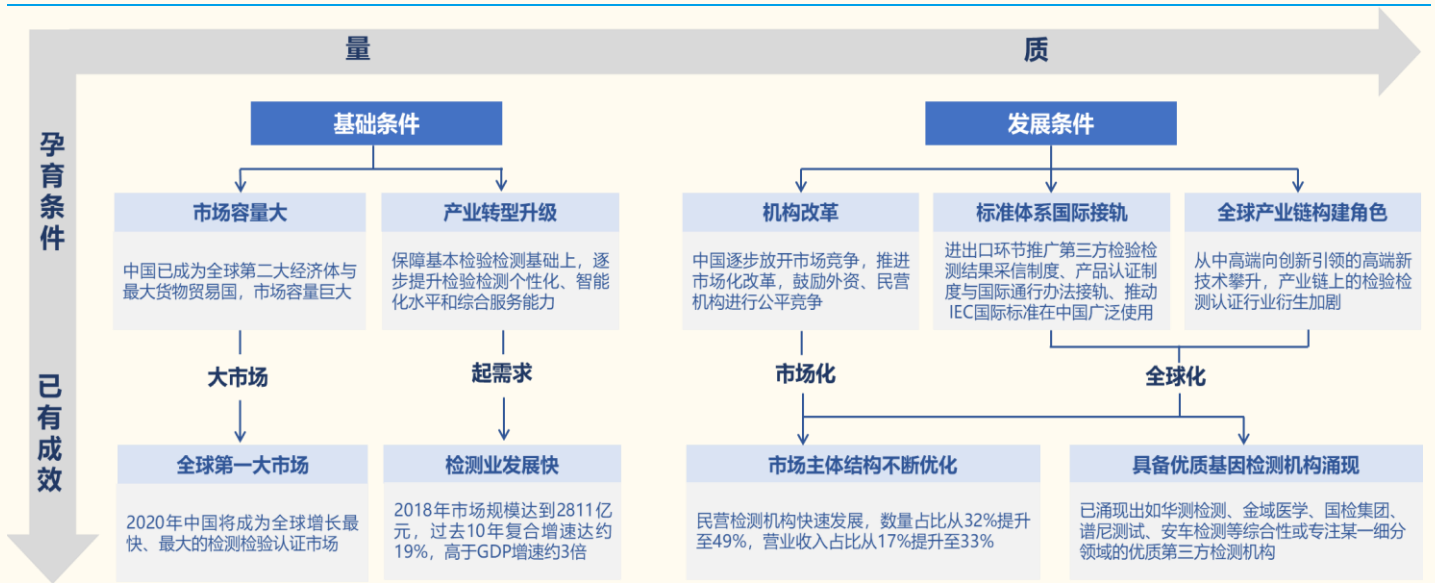 量
质
孕育条件
已有成效
基础条件
发展条件
市场容量大
中国已成为全球第二大经济体与
最大货物贸易国，市场容量巨大
产业转型升级
保障基本检验检测基础上，逐
步提升检验检测个性化、智能
化水平和综合服务能力
机构改革
中国逐步放开市场竞争，推进
市场化改革，鼓励外资、民营
机构进行公平竞争
标准体系国际接轨
进出口环节推广第三方检验检
测结果采信制度、产品认证制
度与国际通行办法接轨、推动
IEC国际标准在中国广泛使用
全球产业链构建角色
从中高端向创新引领的高端新
技术攀升，产业链上的检验检
测认证行业衍生加剧
大市场
起需求
市场化
全球化
全球第一大市场
2020年中国将成为全球增长最
快、最大的检测检验认证市场
检测业发展快
2018年市场规模达到2811亿
元，过去10年复合增速达约
19%，高于GDP增速约3倍
市场主体结构不断优化
民营检测机构快速发展，数量占比从32%提升
至49%，营业收入占比从17%提升至33%
具备优质基因检测机构涌现
已涌现出如华测检测、金域医学、国检集团、
谱尼测试、安车检测等综合性或专注某一细分
领域的优质第三方检测机构